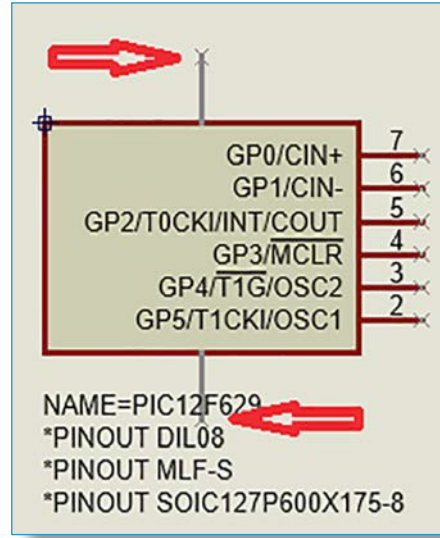 GP0/CIN+ 7
GP1/CIN- 6
GP2/T0CKI/INT/COUT 5
GP3/MCLR 4
GP4/T1G/OSC2 3
GP5/T1CKI/OSC1 2
NAME=PIC12F629
*PINOUT DIL08
*PINOUT MLF-S
*PINOUT SOIC127P600X175-8